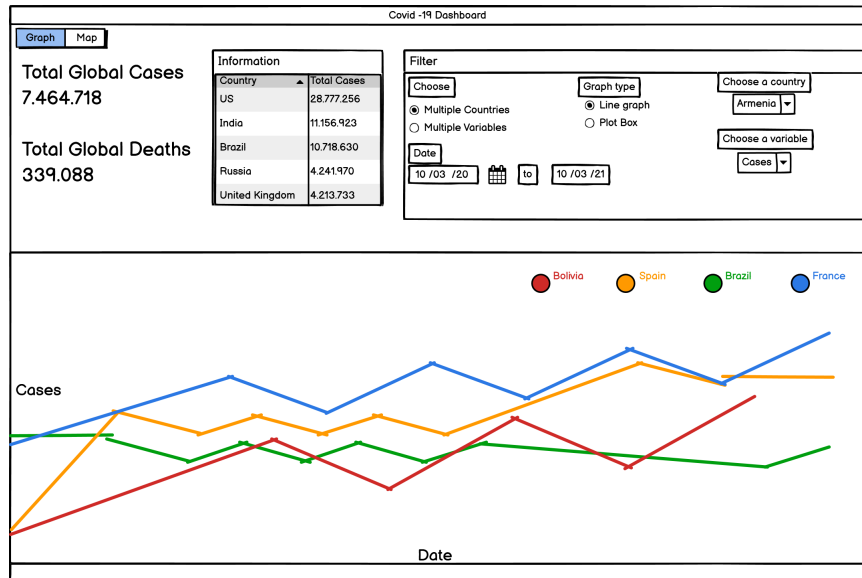 Covid -19 Dashboard
Graph Map
Total Global Cases
7.464.718
Total Global Deaths
339.088
Information
Country Total Cases
US 28.777.256
India 11.156.923
Brazil 10.718.630
Russia 4.241.970
United Kingdom 4.213.733
Filter
Choose
Multiple Countries
Multiple Variables
Date
10 /03 /20 to 10 /03 /21
Graph type
Line graph
Plot Box
Choose a country
Armenia
Choose a variable
Cases
Bolivia Spain Brazil France
Cases
Date